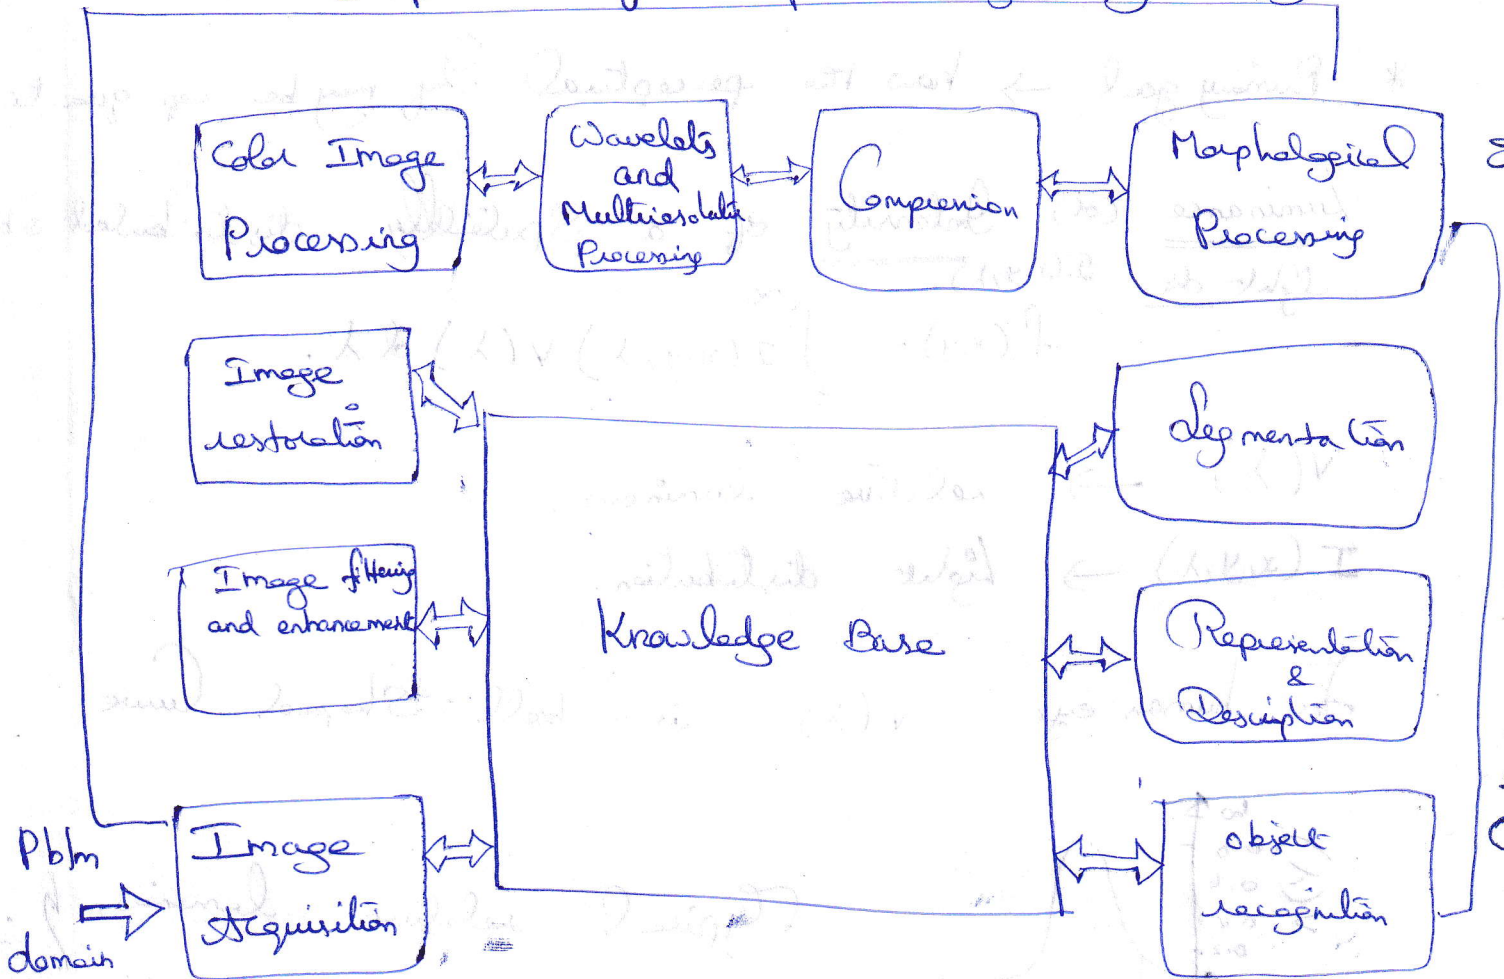 Color Image
Processing
Wavelets
and
Multiresolution
Processing
Compression
Morphological
Processing
Image
restoration
Segmentation
Image filtering
and enhancement
Knowledge Base
Representation
&
Description
Pblm
domain
Image
Acquisition
object
recognition